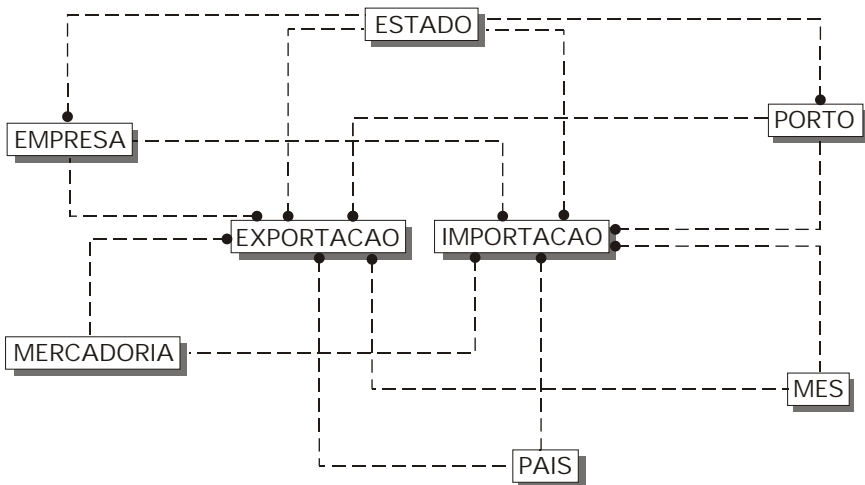 ESTADO
EMPRESA
PORTO
EXPORTACAO
IMPORTACAO
MERCADORIA
MES
PAIS